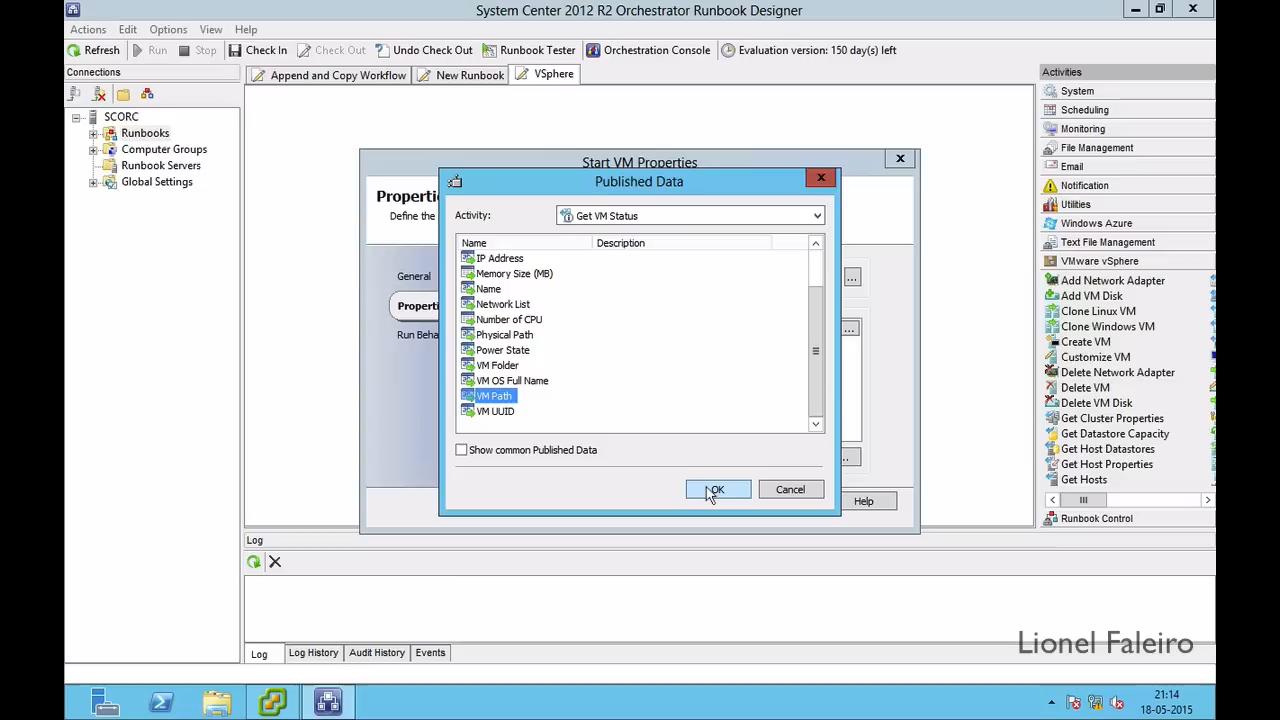 System Center 2012 R2 Orchestrator Runbook Designer
Actions Edit Options View Help
Refresh Run Stop Check In Check Out Undo Check Out Runbook Tester Orchestration Console Evaluation version: 150 day(s) left
Connections
SCORC
Runbooks
Computer Groups
Runbook Servers
Global Settings
Append and Copy Workflow New Runbook VSphere
Start VM Properties
Define the
General
Run Beha
...
...
Help
Published Data
Activity: Get VM Status
Name Description
IP Address
Memory Size (MB)
Name
Network List
Number of CPU
Physical Path
Power State
VM Folder
VM OS Full Name
VM Path
VM UUID
Show common Published Data
OK Cancel
Activities
System
Scheduling
Monitoring
File Management
Email
Notification
Utilities
Windows Azure
Text File Management
VMware vSphere
Add Network Adapter
Add VM Disk
Clone Linux VM
Clone Windows VM
Create VM
Customize VM
Delete Network Adapter
Delete VM
Delete VM Disk
Get Cluster Properties
Get Datastore Capacity
Get Host Datastores
Get Host Properties
Get Hosts
Runbook Control
Log
Log Log History Audit History Events
Lionel Faleiro
21:14
18-05-2015